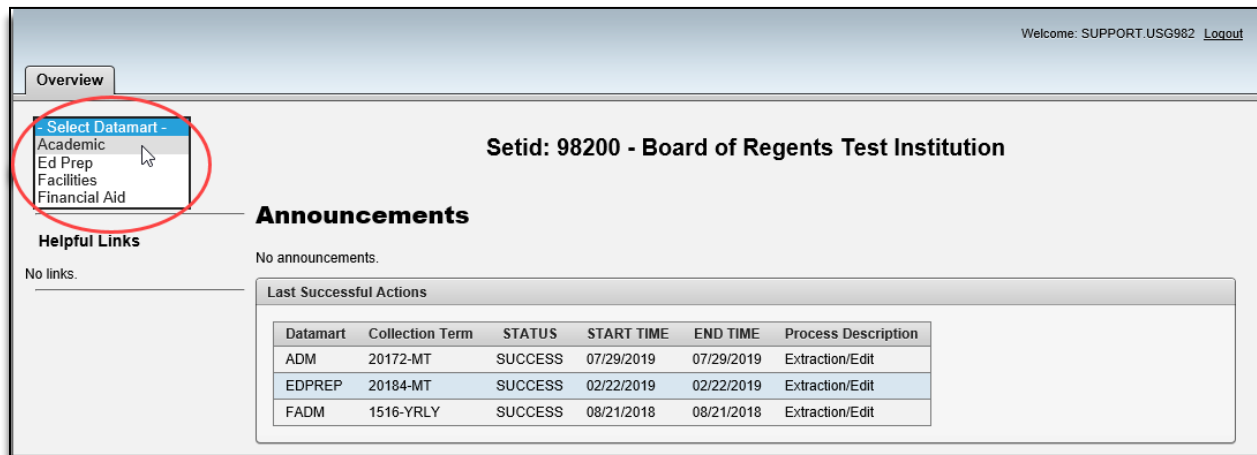 Welcome: SUPPORT.USG982 Logout
Overview
- Select Datamart -
Academic
Ed Prep
Facilities
Financial Aid
Helpful Links
No links.
Setid: 98200 - Board of Regents Test Institution
Announcements
No announcements.
Last Successful Actions
Datamart Collection Term STATUS START TIME END TIME Process Description
ADM 20172-MT SUCCESS 07/29/2019 07/29/2019 Extraction/Edit
EDPREP 20184-MT SUCCESS 02/22/2019 02/22/2019 Extraction/Edit
FADM 1516-YRLY SUCCESS 08/21/2018 08/21/2018 Extraction/Edit